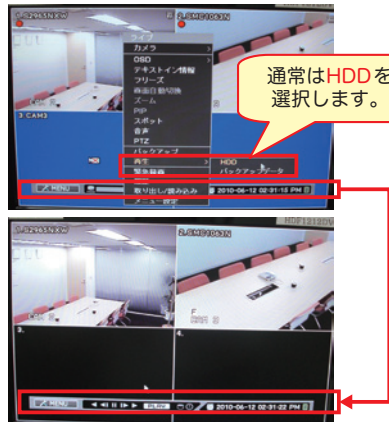 1.S2965NXW
2.SMC1063N
ライブ
カメラ
OSD
テキストイン情報
フリーズ
画面自動切換
ズーム
PIP
スポット
音声
PTZ
バックアップ
再生
HDD
バックアップデータ
緊急録画
取り出し/読み込み
メニュー設定
通常はHDDを
選択します。
3.CAM3
MENU
2010-06-12 02:31:15 PM
1.S2965NXW
2.SMC1063N
3.
4.
MENU
PLAY
2010-06-12 02:31:22 PM